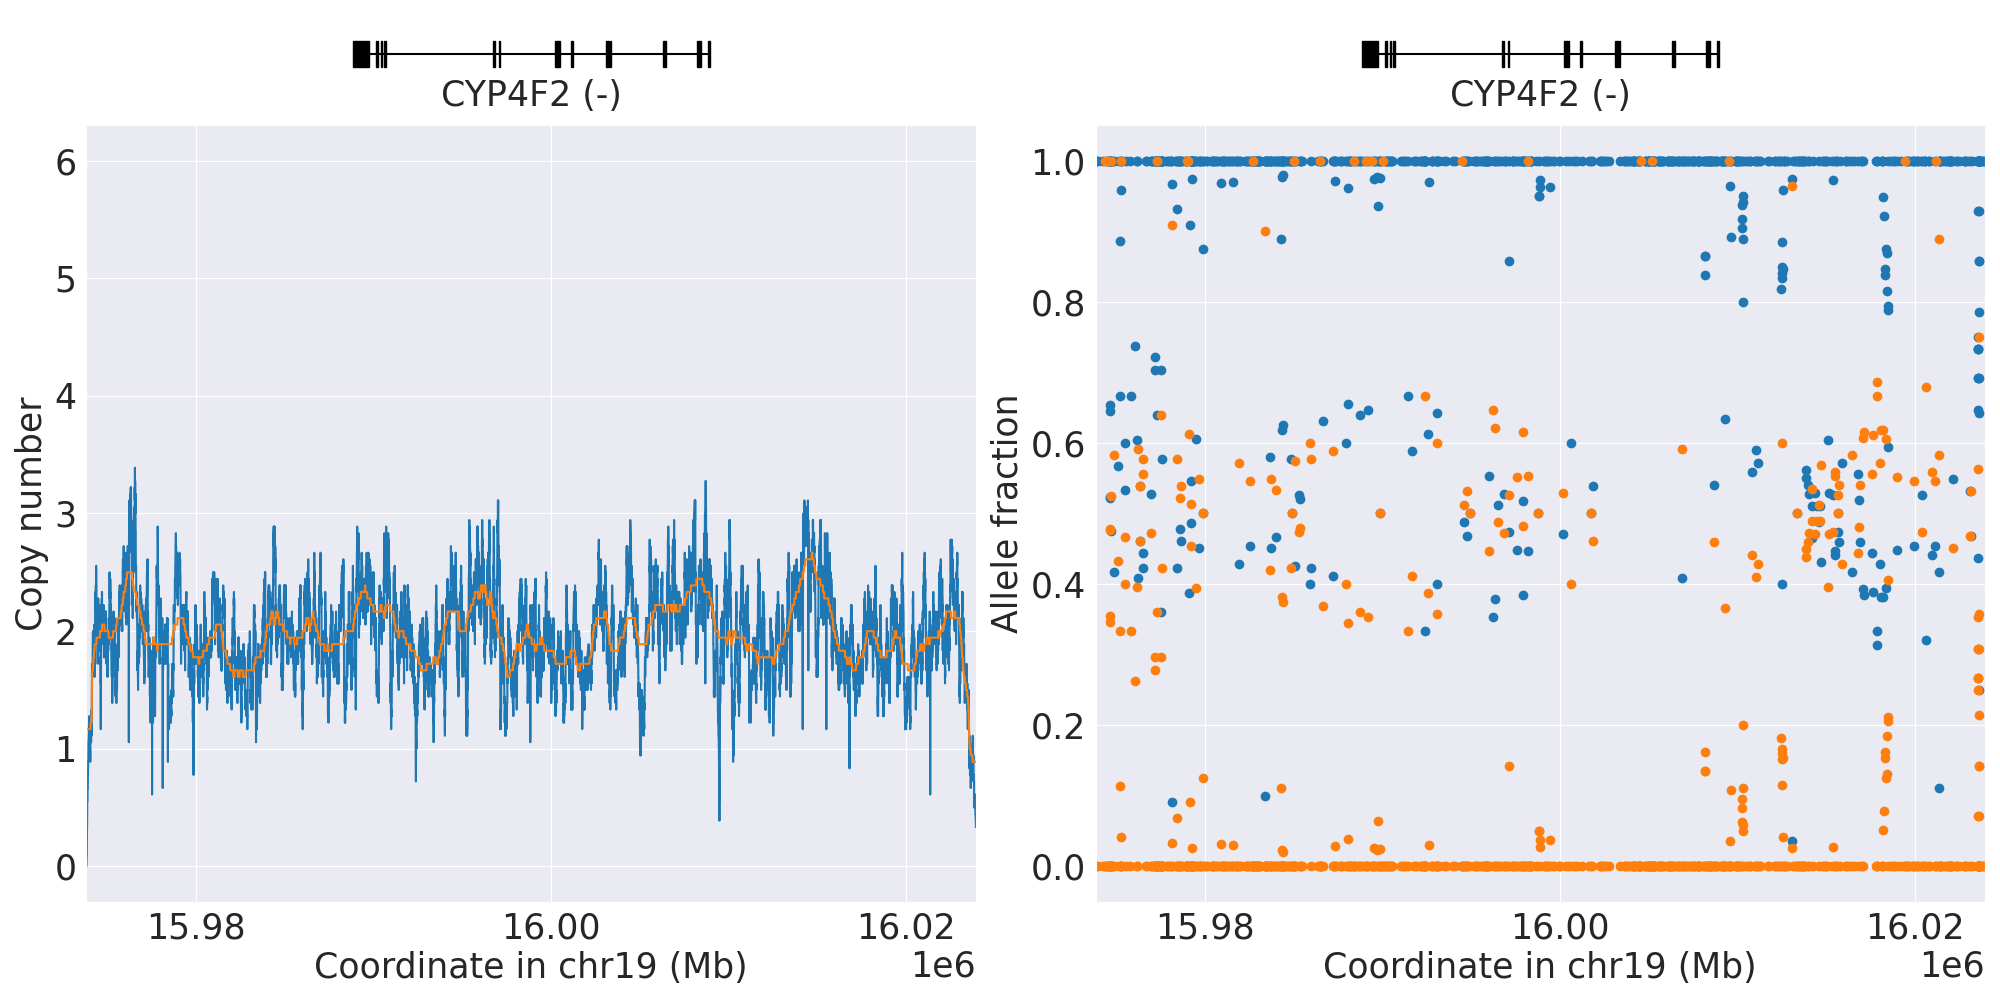 CYP4F2 (-)
6
5
4
3
2
1
0
Copy number
15.98
16.00
16.02
Coordinate in chr19 (Mb)
1e6
CYP4F2 (-)
1.0
0.8
0.6
0.4
0.2
0.0
Allele fraction
15.98
16.00
16.02
Coordinate in chr19 (Mb)
1e6